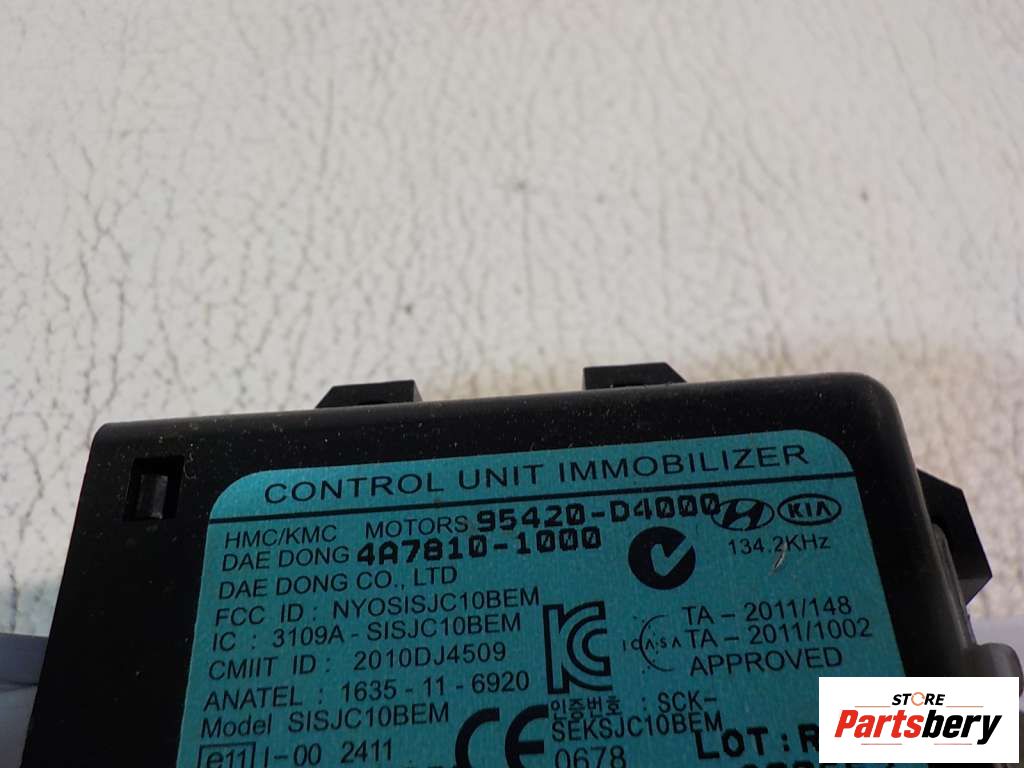 CONTROL UNIT IMMOBILIZER
HMC/KMC MOTORS 95420-D4000 KIA
DAE DONG 4A7810-1000 134.2KHz
DAE DONG CO., LTD
FCC ID : NYOSISJC10BEM
IC : 3109A - SISJC10BEM
CMIIT ID : 2010DJ4509
ANATEL : 1635 - 11 - 6920
Model SISJC10BEM
e11 I-00 2411
ICASA
TA - 2011/148
TA - 2011/1002
APPROVED
인증번호 : SCK-
SEKSJC10BEM
CE 0678
LOT:R
STORE
Partsbery